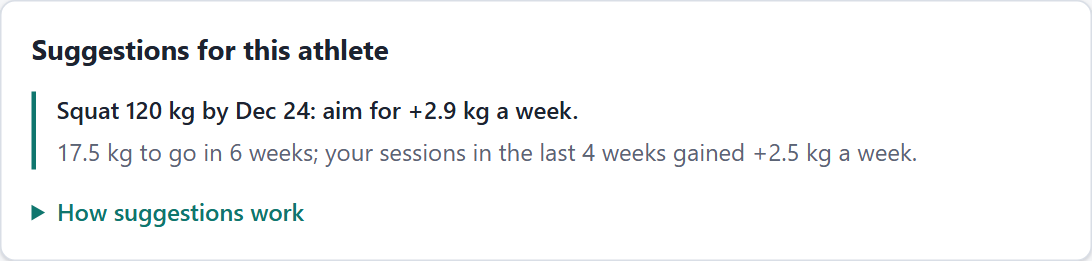 Suggestions for this athlete
Squat 120 kg by Dec 24: aim for +2.9 kg a week.
17.5 kg to go in 6 weeks; your sessions in the last 4 weeks gained +2.5 kg a week.
How suggestions work